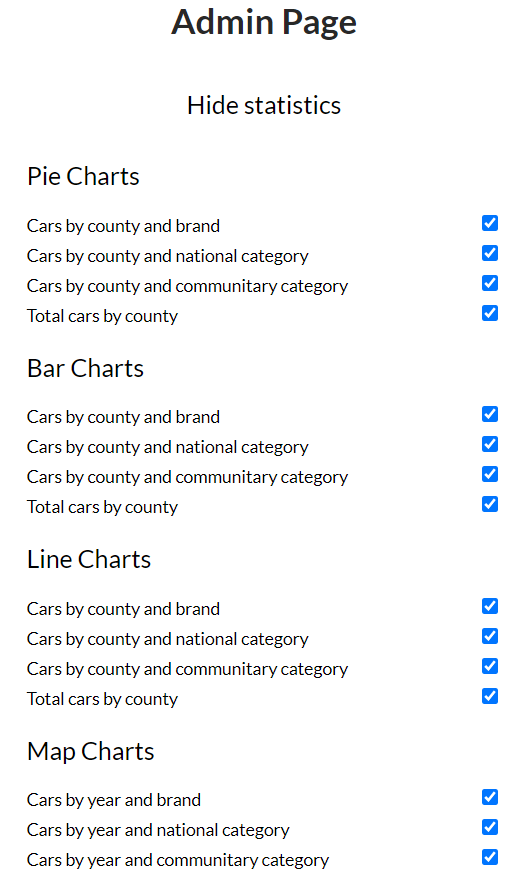 Admin Page
Hide statistics
Pie Charts
Cars by county and brand
Cars by county and national category
Cars by county and communitary category
Total cars by county
Bar Charts
Cars by county and brand
Cars by county and national category
Cars by county and communitary category
Total cars by county
Line Charts
Cars by county and brand
Cars by county and national category
Cars by county and communitary category
Total cars by county
Map Charts
Cars by year and brand
Cars by year and national category
Cars by year and communitary category